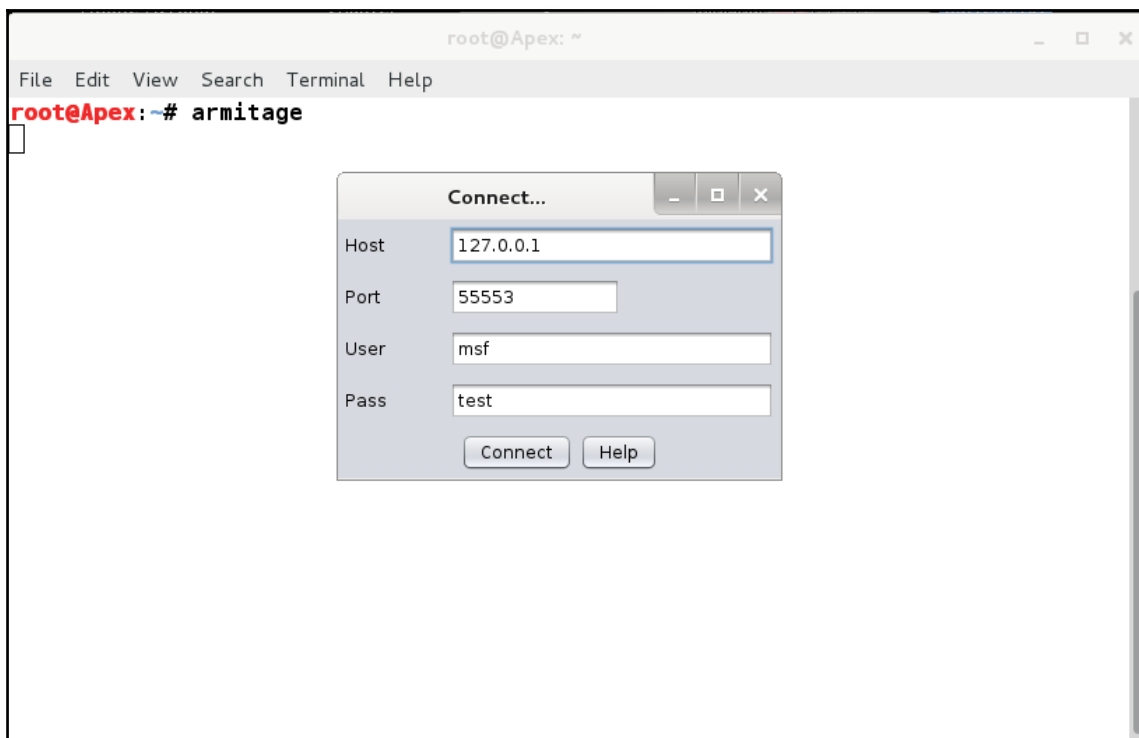 root@Apex: ~
File Edit View Search Terminal Help
root@Apex:~# armitage
Connect...
Host 127.0.0.1
Port 55553
User msf
Pass test
Connect Help